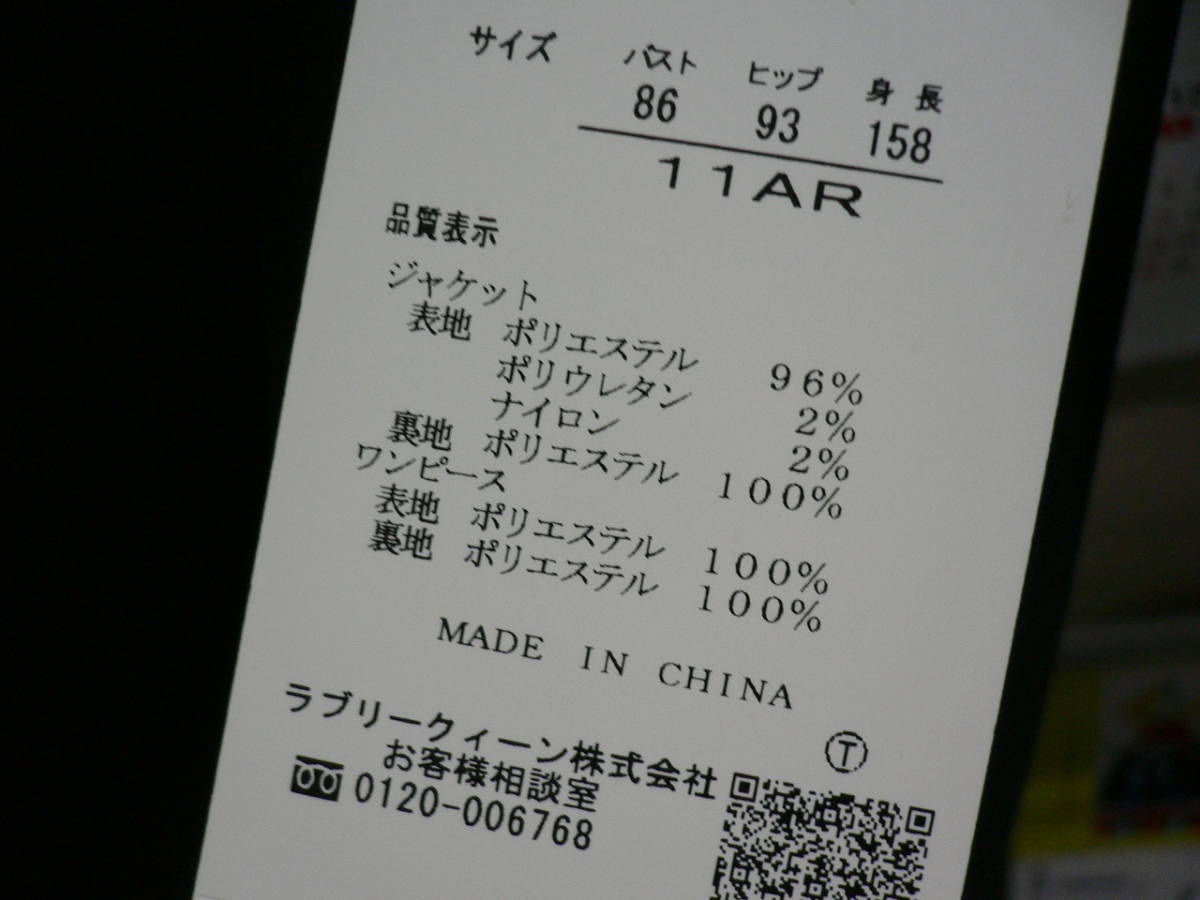 サイズ バスト ヒップ 身長
86 93 158
11AR
品質表示
ジャケット
表地 ポリエステル 96%
ポリウレタン 2%
ナイロン 2%
裏地 ポリエステル 100%
ワンピース
表地 ポリエステル 100%
裏地 ポリエステル 100%
MADE IN CHINA
Ⓣ
ラブリークィーン株式会社
お客様相談室
0120-006768